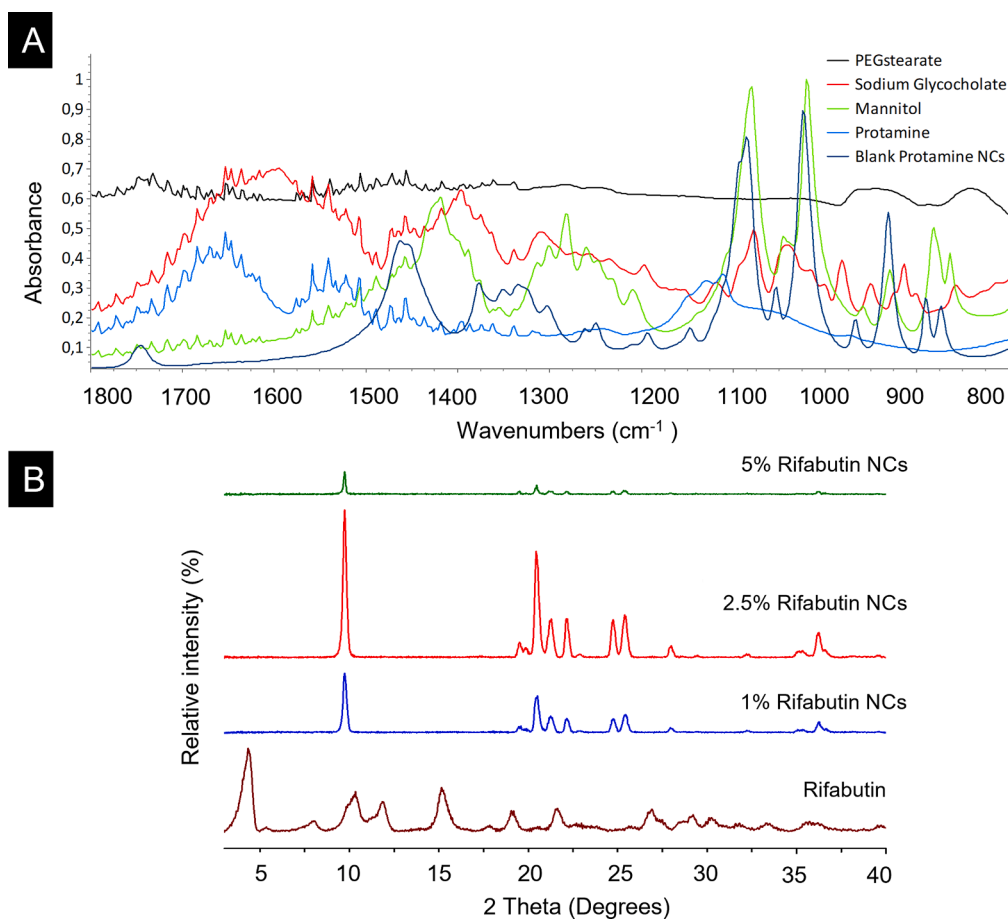 A
PEGstearate
Sodium Glycocholate
Mannitol
Protamine
Blank Protamine NCs
Absorbance
1
0,9
0,8
0,7
0,6
0,5
0,4
0,3
0,2
0,1
1800 1700 1600 1500 1400 1300 1200 1100 1000 900 800
Wavenumbers (cm-1 )
B
5% Rifabutin NCs
2.5% Rifabutin NCs
1% Rifabutin NCs
Rifabutin
Relative intensity (%)
5 10 15 20 25 30 35 40
2 Theta (Degrees)